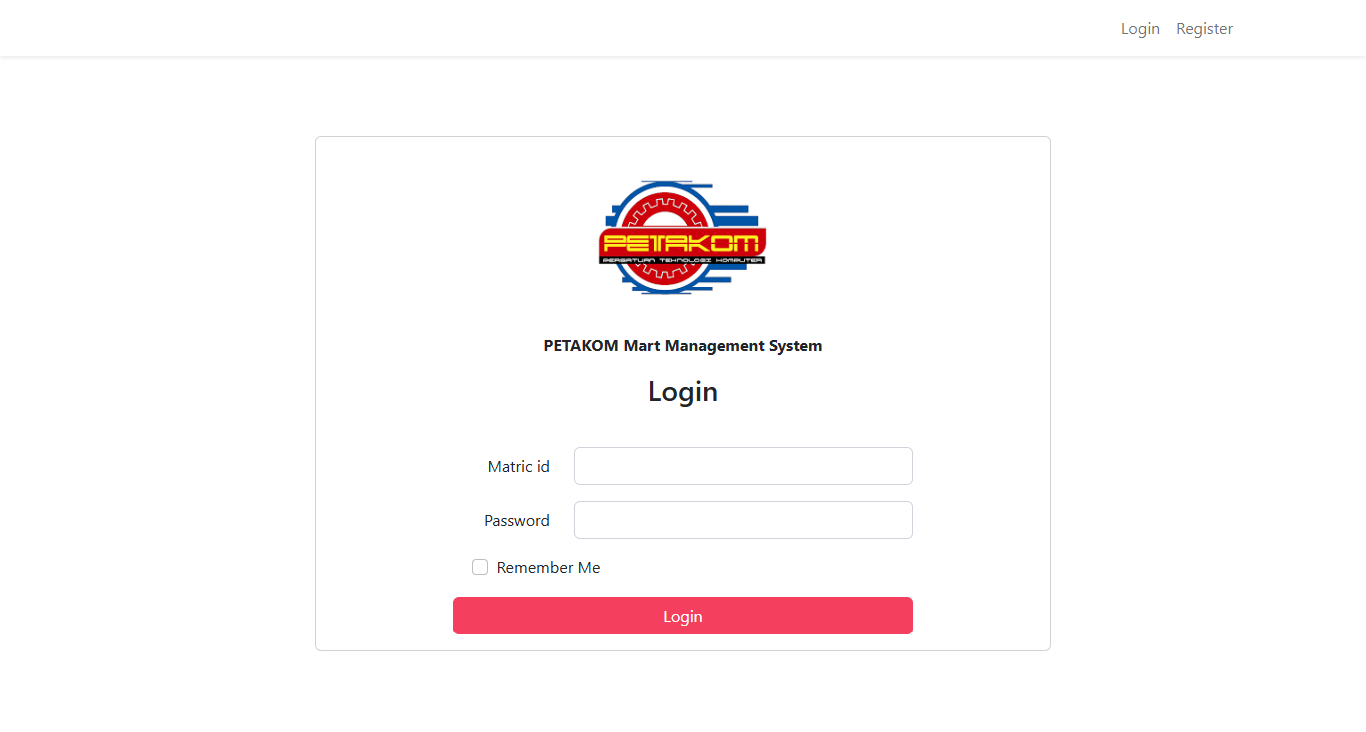 Login Register
PETAKOM
PERSATUAN TEKNOLOGI KOMPUTER
PETAKOM Mart Management System
Login
Matric id
Password
Remember Me
Login